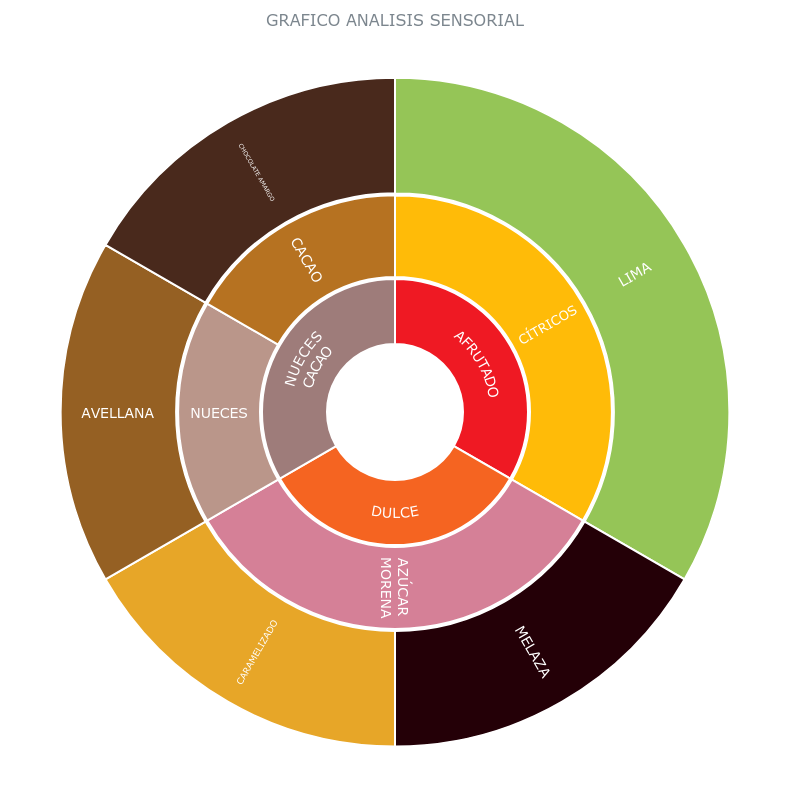 GRAFICO ANALISIS SENSORIAL
CHOCOLATE AMARGO
CACAO
LIMA
CÍTRICOS
NUECES
CACAO
AFRUTADO
AVELLANA
NUECES
DULCE
AZÚCAR
MORENA
CARAMELIZADO
MELAZA